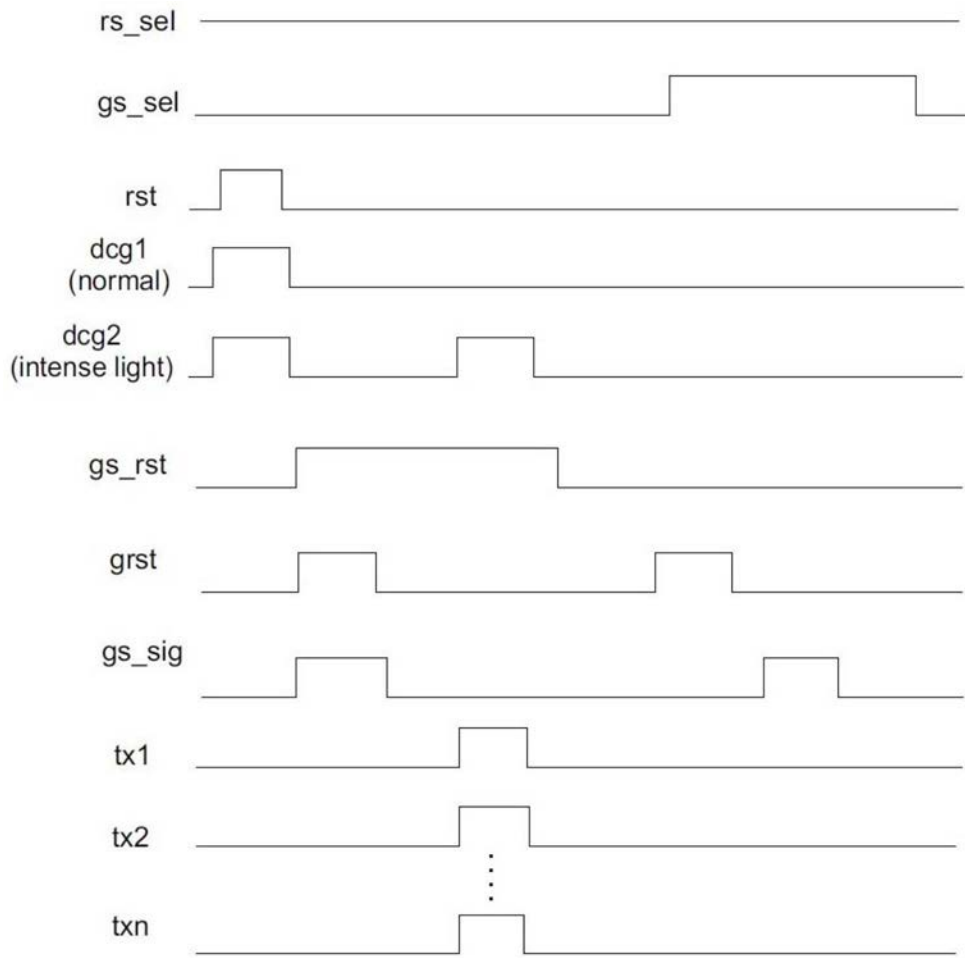 rs_sel
gs_sel
rst
dcg1
(normal)
dcg2
(intense light)
gs_rst
grst
gs_sig
tx1
tx2
txn